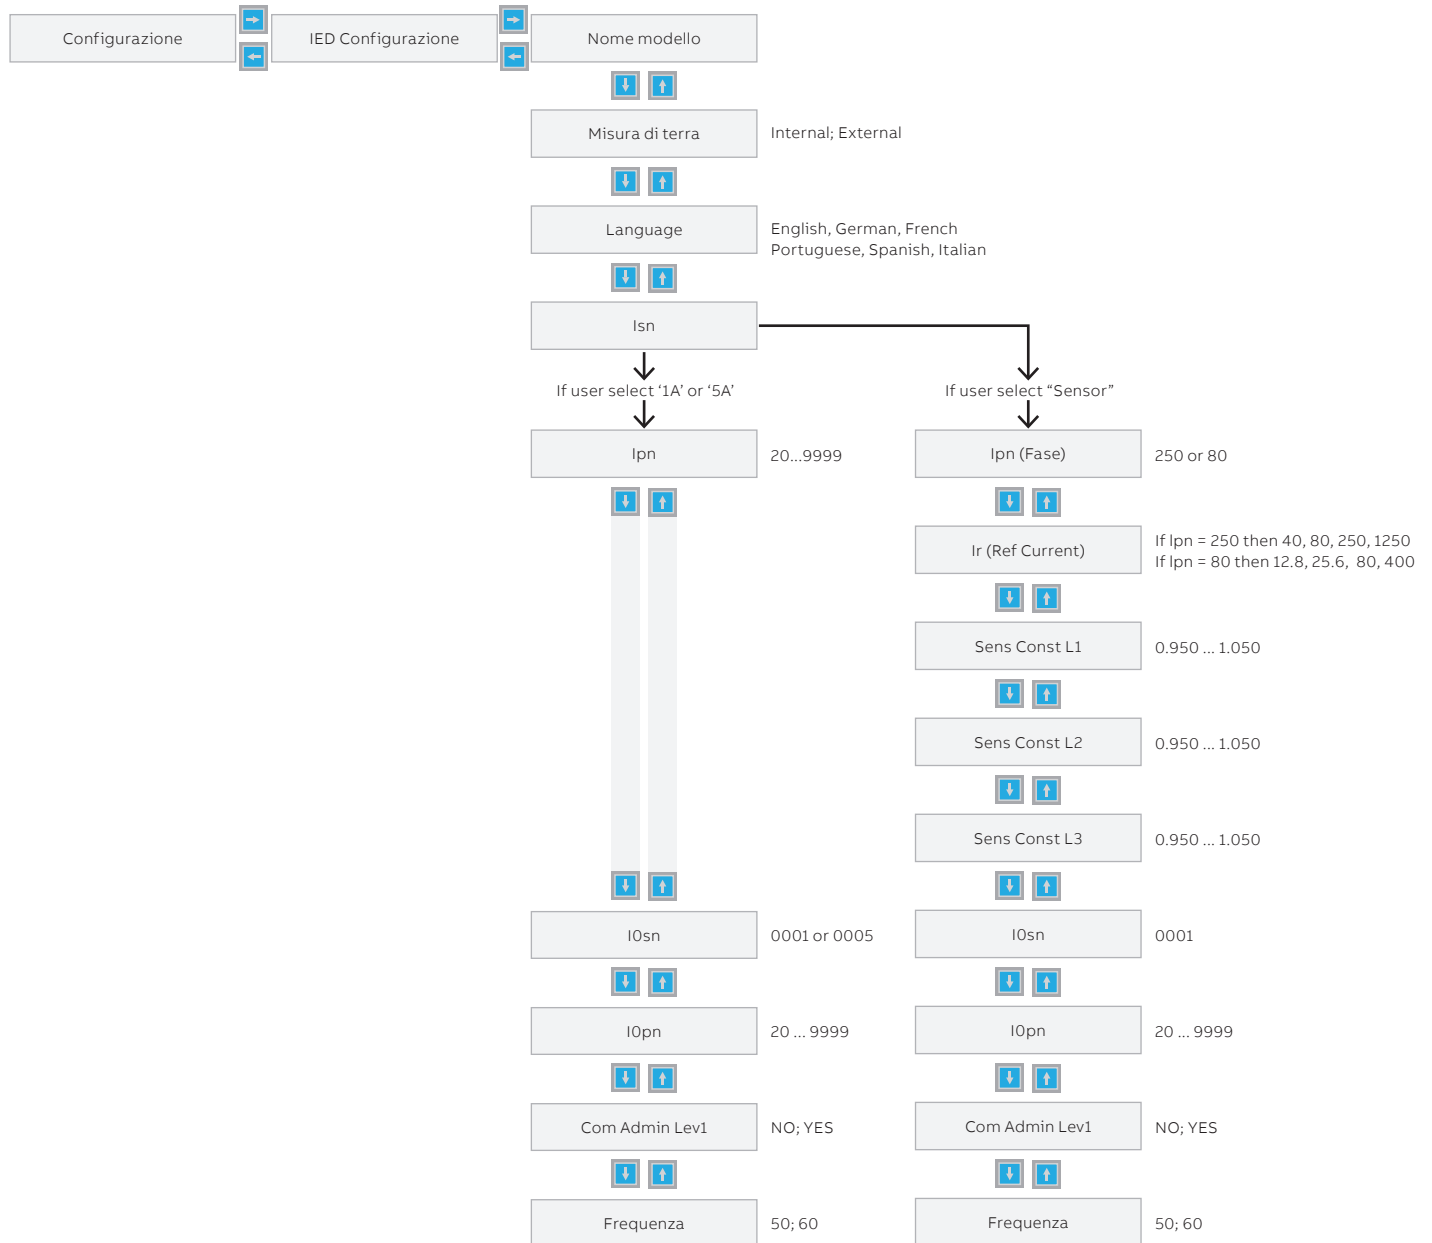 Configurazione
IED Configurazione
Nome modello
Misura di terra
Internal; External
Language
English, German, French
Portuguese, Spanish, Italian
Isn
If user select ‘1A’ or ‘5A’
If user select “Sensor”
Ipn
20...9999
Ipn (Fase)
250 or 80
Ir (Ref Current)
If Ipn = 250 then 40, 80, 250, 1250
If Ipn = 80 then 12.8, 25.6, 80, 400
Sens Const L1
0.950 ... 1.050
Sens Const L2
0.950 ... 1.050
Sens Const L3
0.950 ... 1.050
I0sn
0001 or 0005
I0sn
0001
I0pn
20 ... 9999
I0pn
20 ... 9999
Com Admin Lev1
NO; YES
Com Admin Lev1
NO; YES
Frequenza
50; 60
Frequenza
50; 60